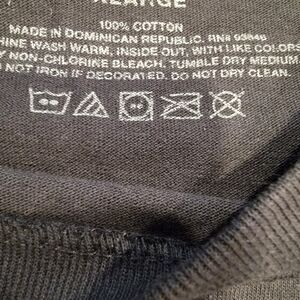 XLARGE
100% COTTON
MADE IN DOMINICAN REPUBLIC. RN# 93846
HINE WASH WARM, INSIDE OUT, WITH LIKE COLORS
Y NON-CHLORINE BLEACH. TUMBLE DRY MEDIUM.
NOT IRON IF DECORATED. DO NOT DRY CLEAN.